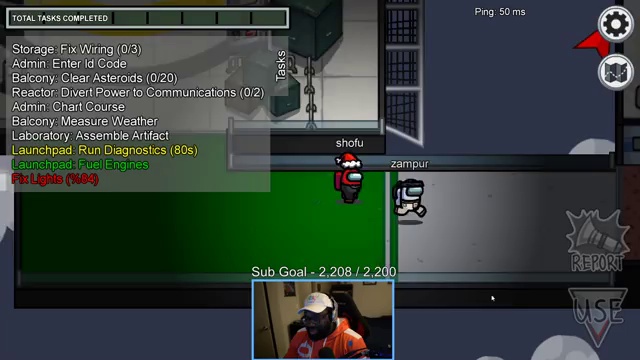 TOTAL TASKS COMPLETED
Ping: 50 ms
Storage: Fix Wiring (0/3)
Admin: Enter Id Code
Balcony: Clear Asteroids (0/20)
Reactor: Divert Power to Communications (0/2)
Admin: Chart Course
Balcony: Measure Weather
Laboratory: Assemble Artifact
Launchpad: Run Diagnostics (80s)
Launchpad: Fuel Engines
Fix Lights (%84)
Tasks
shofu
zampur
REPORT
USE
Sub Goal - 2,208 / 2,200